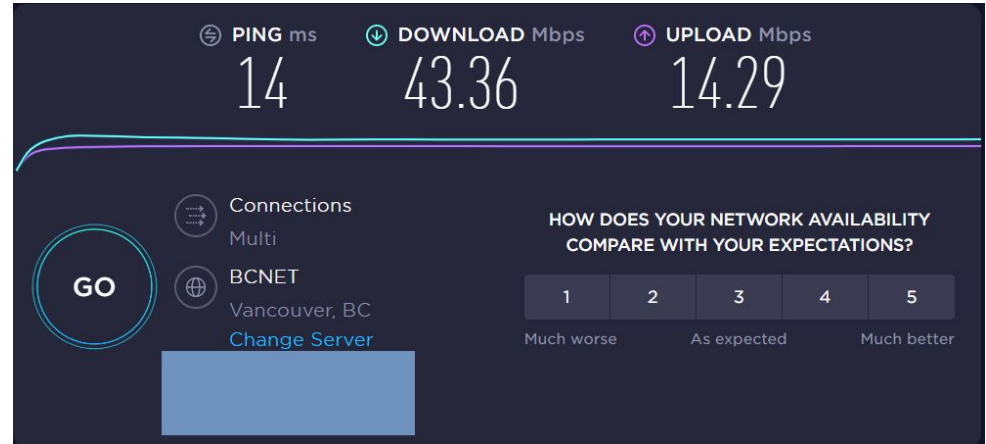 PING ms
DOWNLOAD Mbps
UPLOAD Mbps
14
43.36
14.29
GO
Connections
Multi
BCNET
Vancouver, BC
Change Server
HOW DOES YOUR NETWORK AVAILABILITY
COMPARE WITH YOUR EXPECTATIONS?
1 2 3 4 5
Much worse As expected Much better